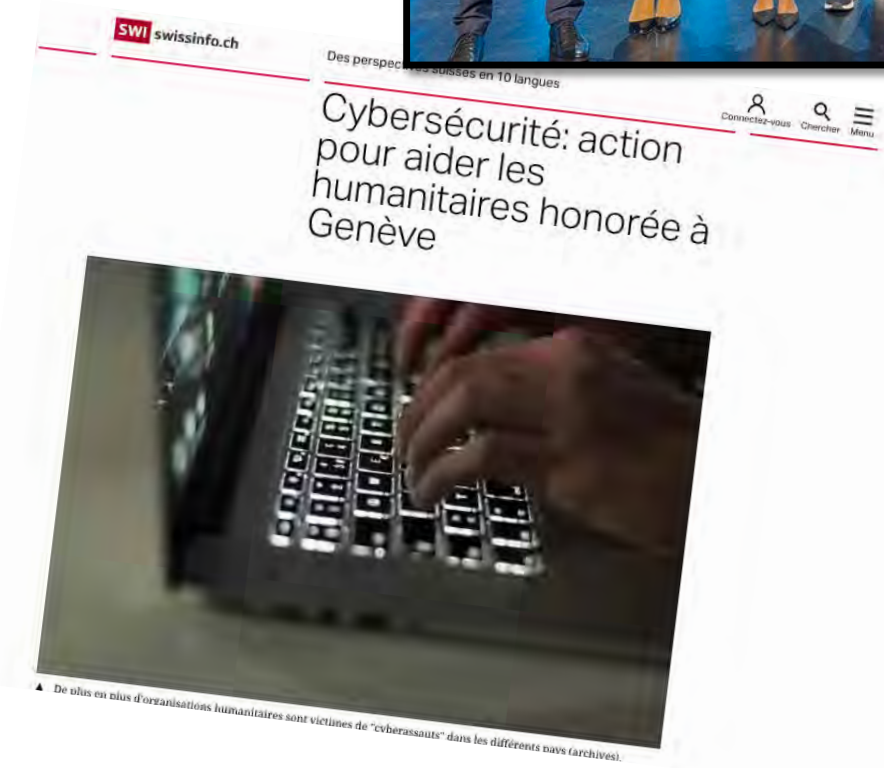 SWI swissinfo.ch
Des perspectives suisses en 10 langues
Connectez-vous
Chercher
Menu
Cybersécurité: action
pour aider les
humanitaires honorée à
Genève
De plus en plus d'organisations humanitaires sont victimes de "cyberassauts" dans les différents pays (archives).